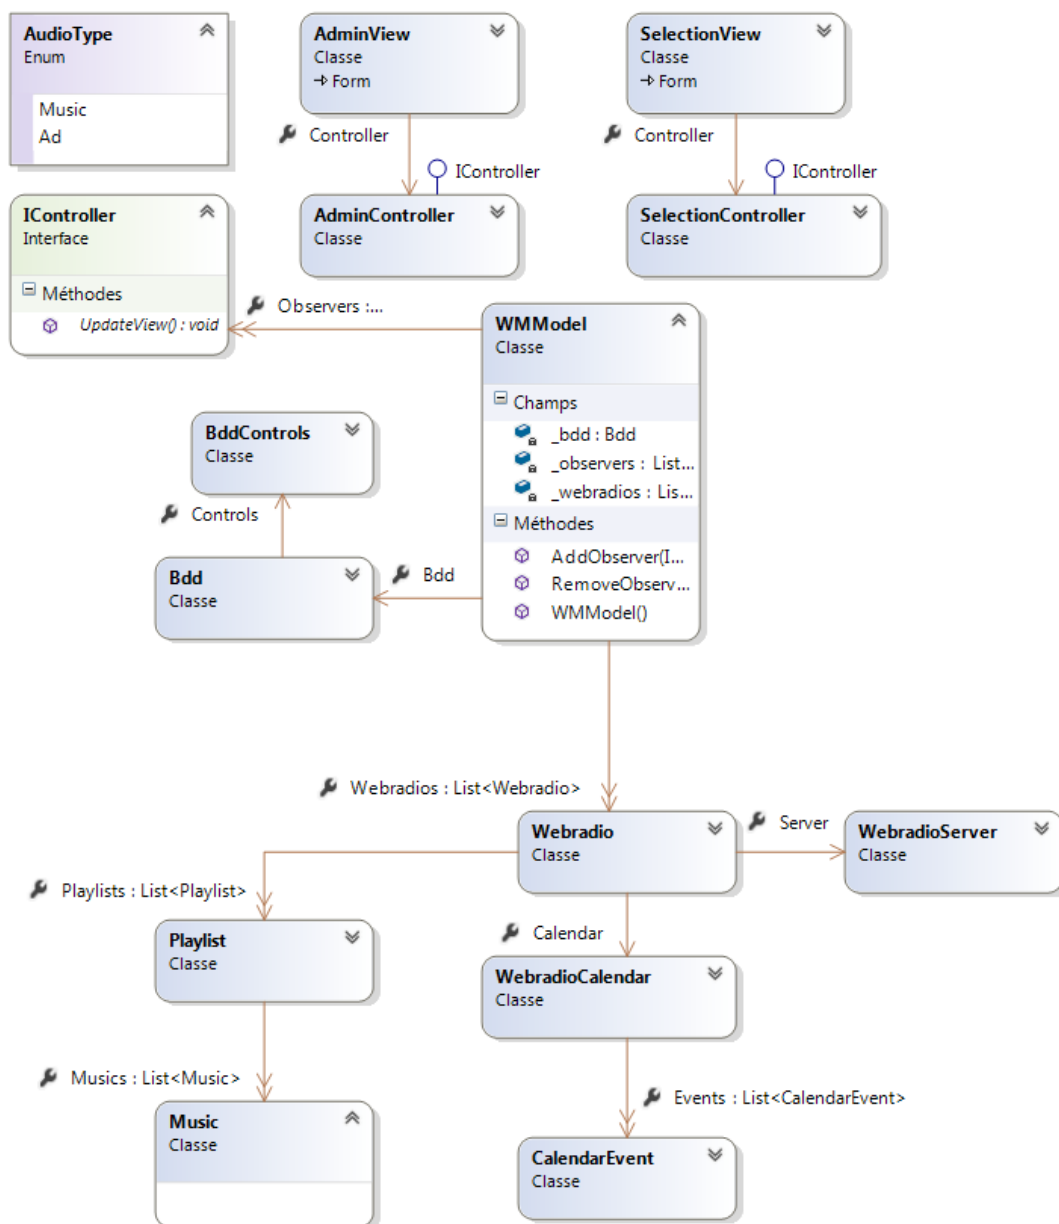 AudioType
Enum
Music
Ad
AdminView
Classe
Form
Controller
IController
AdminController
Classe
SelectionView
Classe
Form
Controller
IController
SelectionController
Classe
IController
Interface
Méthodes
UpdateView() : void
Observers :...
WMModel
Classe
Champs
_bdd : Bdd
_observers : List...
_webradios : Lis...
Méthodes
AddObserver(I...
RemoveObserv...
WMModel()
BddControls
Classe
Controls
Bdd
Classe
Bdd
Webradios : List<Webradio>
Webradio
Classe
Server
WebradioServer
Classe
Playlists : List<Playlist>
Playlist
Classe
Calendar
WebradioCalendar
Classe
Musics : List<Music>
Music
Classe
Events : List<CalendarEvent>
CalendarEvent
Classe